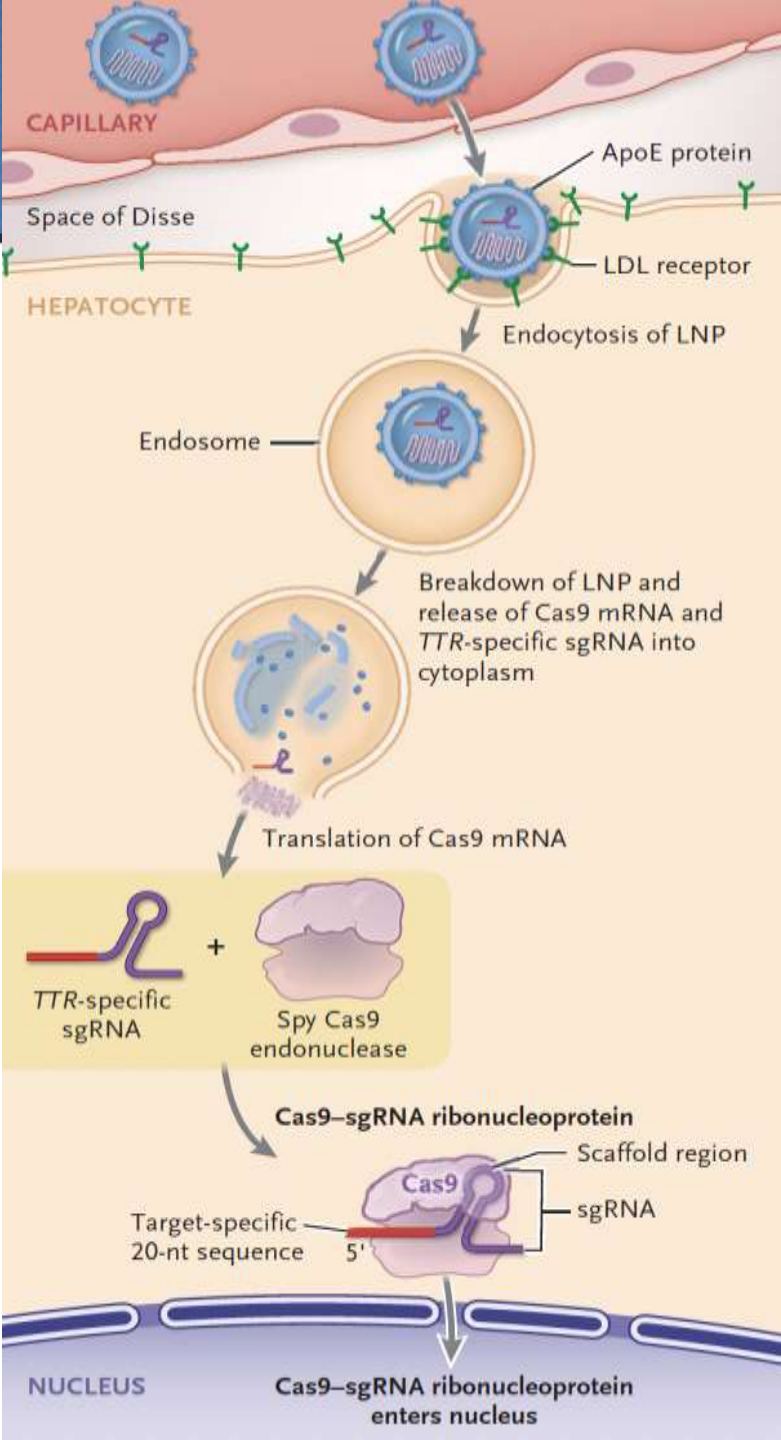 CAPILLARY
ApoE protein
Space of Disse
LDL receptor
HEPATOCYTE
Endocytosis of LNP
Endosome
Breakdown of LNP and
release of Cas9 mRNA and
TTR-specific sgRNA into
cytoplasm
Translation of Cas9 mRNA
+
TTR-specific
sgRNA
Spy Cas9
endonuclease
Cas9–sgRNA ribonucleoprotein
Scaffold region
Cas9
sgRNA
Target-specific
20-nt sequence
5'
NUCLEUS
Cas9–sgRNA ribonucleoprotein
enters nucleus